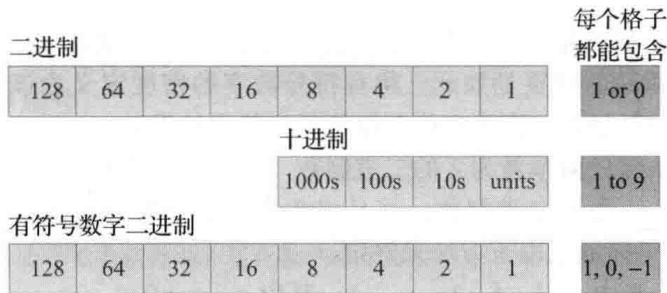 每个格子
都能包含
二进制
128 64 32 16 8 4 2 1 1 or 0
十进制
1000s 100s 10s units 1 to 9
有符号数字二进制
128 64 32 16 8 4 2 1 1, 0, −1